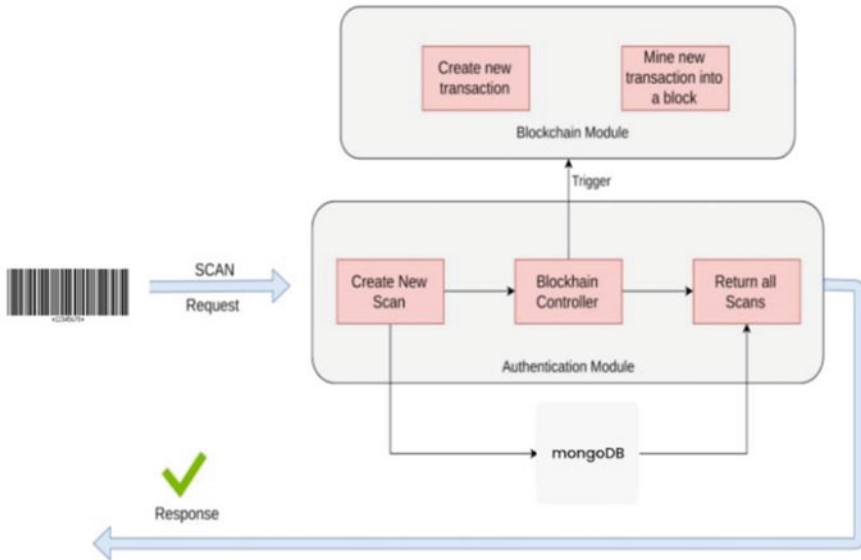 Create new
transaction
Mine new
transaction into
a block
Blockchain Module
Trigger
SCAN
Request
Create New
Scan
Blockhain
Controller
Return all
Scans
Authentication Module
mongoDB
Response